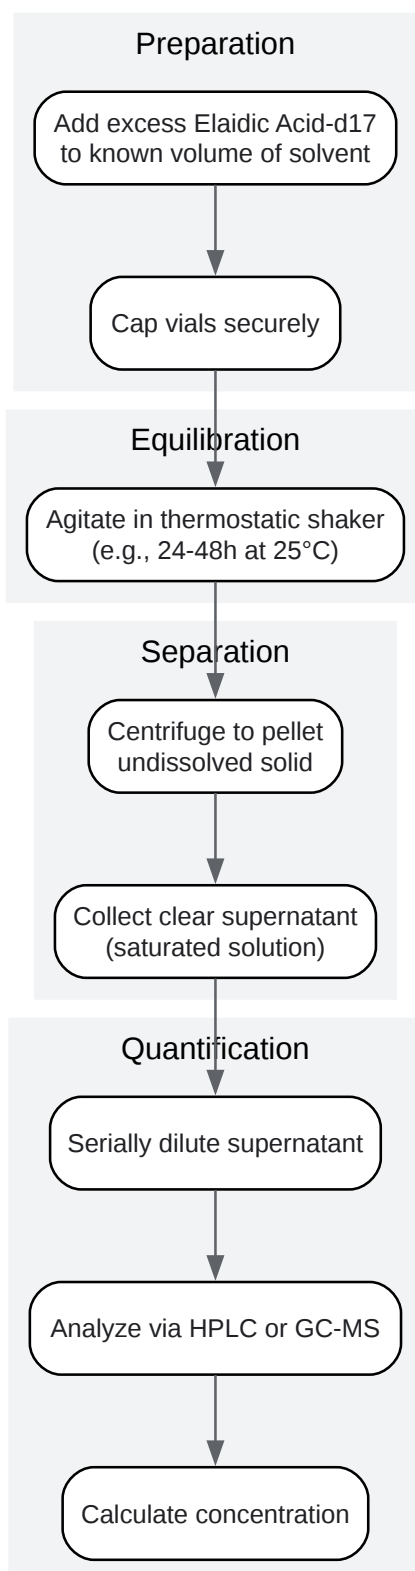 Preparation
Add excess Elaidic Acid-d17
to known volume of solvent
Cap vials securely
Equilibration
Agitate in thermostatic shaker
(e.g., 24-48h at 25°C)
Separation
Centrifuge to pellet
undissolved solid
Collect clear supernatant
(saturated solution)
Quantification
Serially dilute supernatant
Analyze via HPLC or GC-MS
Calculate concentration